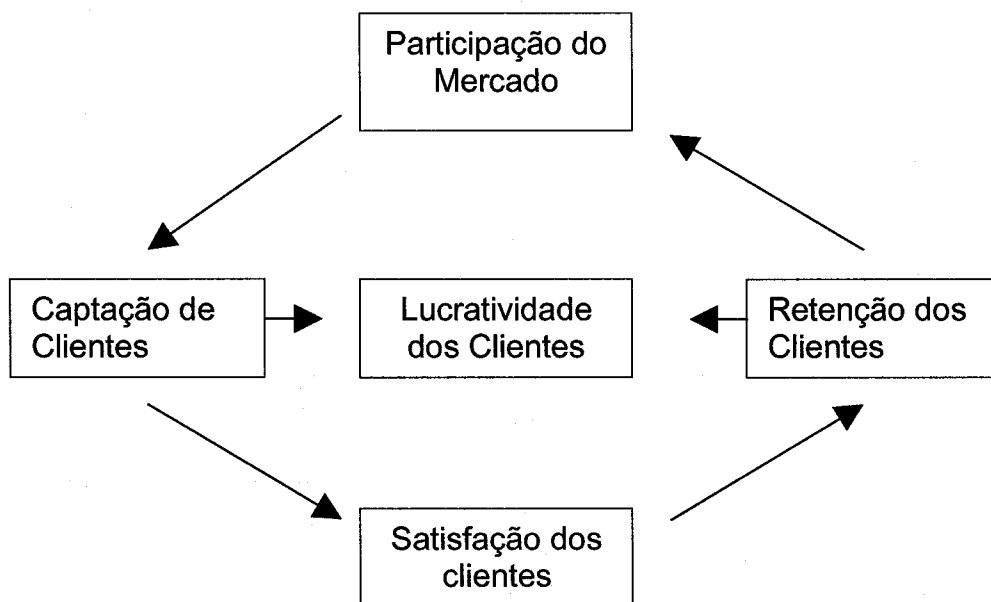 Participação do
Mercado
Captação de
Clientes
Lucratividade
dos Clientes
Retenção dos
Clientes
Satisfação dos
clientes